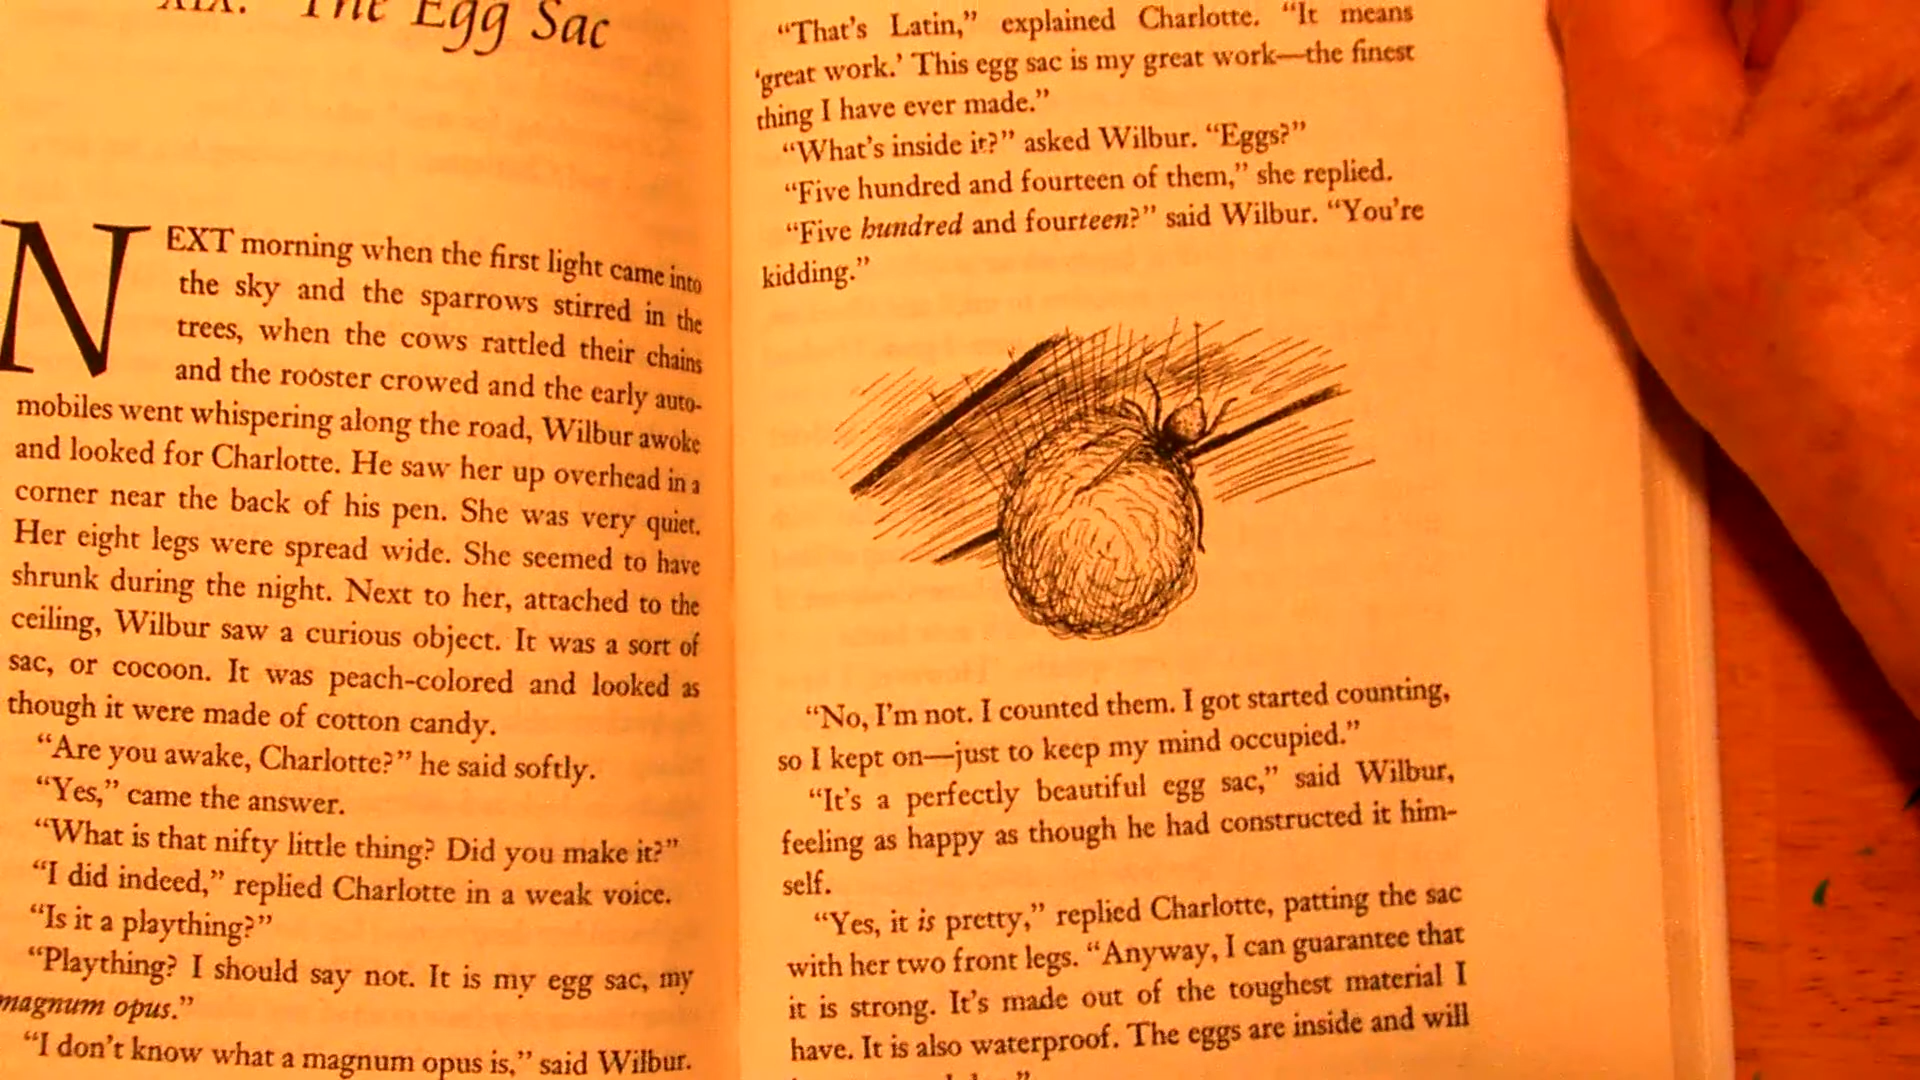 XIX. The Egg Sac
NEXT morning when the first light came into
the sky and the sparrows stirred in the
trees, when the cows rattled their chains
and the rooster crowed and the early auto-
mobiles went whispering along the road, Wilbur awoke
and looked for Charlotte. He saw her up overhead in a
corner near the back of his pen. She was very quiet.
Her eight legs were spread wide. She seemed to have
shrunk during the night. Next to her, attached to the
ceiling, Wilbur saw a curious object. It was a sort of
sac, or cocoon. It was peach-colored and looked as
though it were made of cotton candy.
“Are you awake, Charlotte?” he said softly.
“Yes,” came the answer.
“What is that nifty little thing? Did you make it?”
“I did indeed,” replied Charlotte in a weak voice.
“Is it a plaything?”
“Plaything? I should say not. It is my egg sac, my
magnum opus.”
“I don't know what a magnum opus is,” said Wilbur.
“That's Latin,” explained Charlotte. “It means
‘great work.’ This egg sac is my great work—the finest
thing I have ever made.”
“What's inside it?” asked Wilbur. “Eggs?”
“Five hundred and fourteen of them,” she replied.
“Five hundred and fourteen?” said Wilbur. “You're
kidding.”
“No, I'm not. I counted them. I got started counting,
so I kept on—just to keep my mind occupied.”
“It's a perfectly beautiful egg sac,” said Wilbur,
feeling as happy as though he had constructed it him-
self.
“Yes, it is pretty,” replied Charlotte, patting the sac
with her two front legs. “Anyway, I can guarantee that
it is strong. It's made out of the toughest material I
have. It is also waterproof. The eggs are inside and will